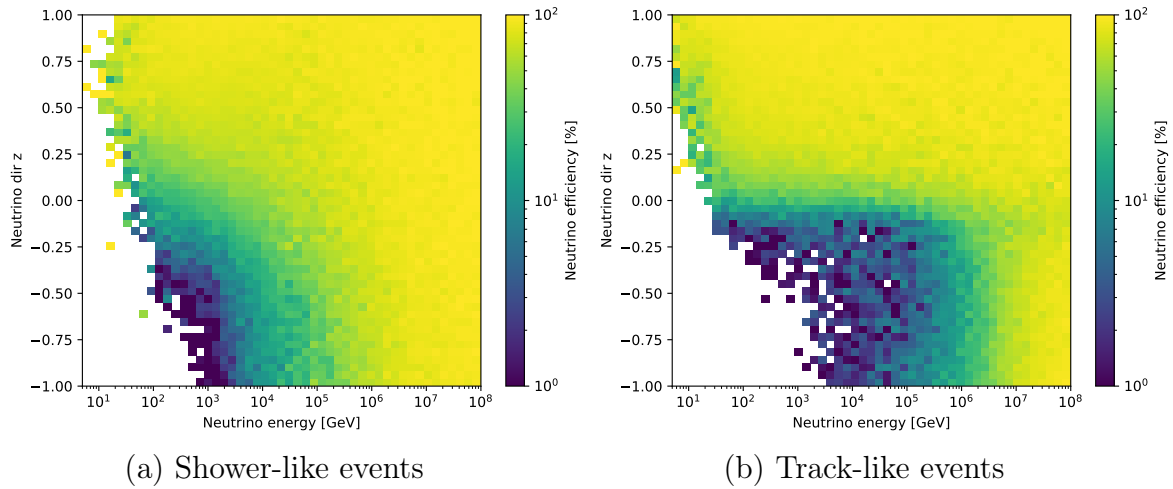 1.00
0.75
0.50
0.25
0.00
−0.25
−0.50
−0.75
−1.00
Neutrino dir z
10¹ 10² 10³ 10⁴ 10⁵ 10⁶ 10⁷ 10⁸
Neutrino energy [GeV]
10²
10¹
10⁰
Neutrino efficiency [%]
(a) Shower-like events
1.00
0.75
0.50
0.25
0.00
−0.25
−0.50
−0.75
−1.00
Neutrino dir z
10¹ 10² 10³ 10⁴ 10⁵ 10⁶ 10⁷ 10⁸
Neutrino energy [GeV]
10²
10¹
10⁰
Neutrino efficiency [%]
(b) Track-like events